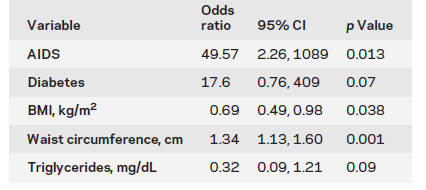 Variable Odds ratio 95% CI p Value
AIDS 49.57 2.26, 1089 0.013
Diabetes 17.6 0.76, 409 0.07
BMI, kg/m² 0.69 0.49, 0.98 0.038
Waist circumference, cm 1.34 1.13, 1.60 0.001
Triglycerides, mg/dL 0.32 0.09, 1.21 0.09